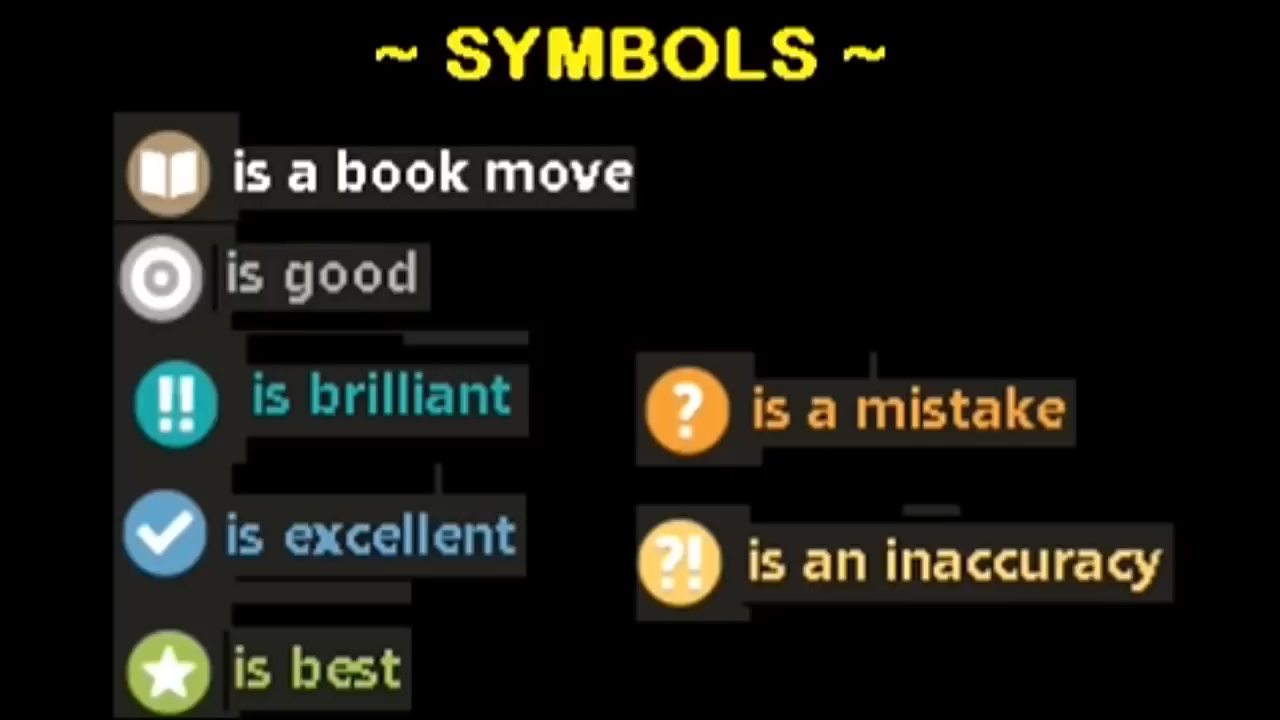 ~ SYMBOLS ~
is a book move
is good
!! is brilliant
is excellent
is best
? is a mistake
?! is an inaccuracy